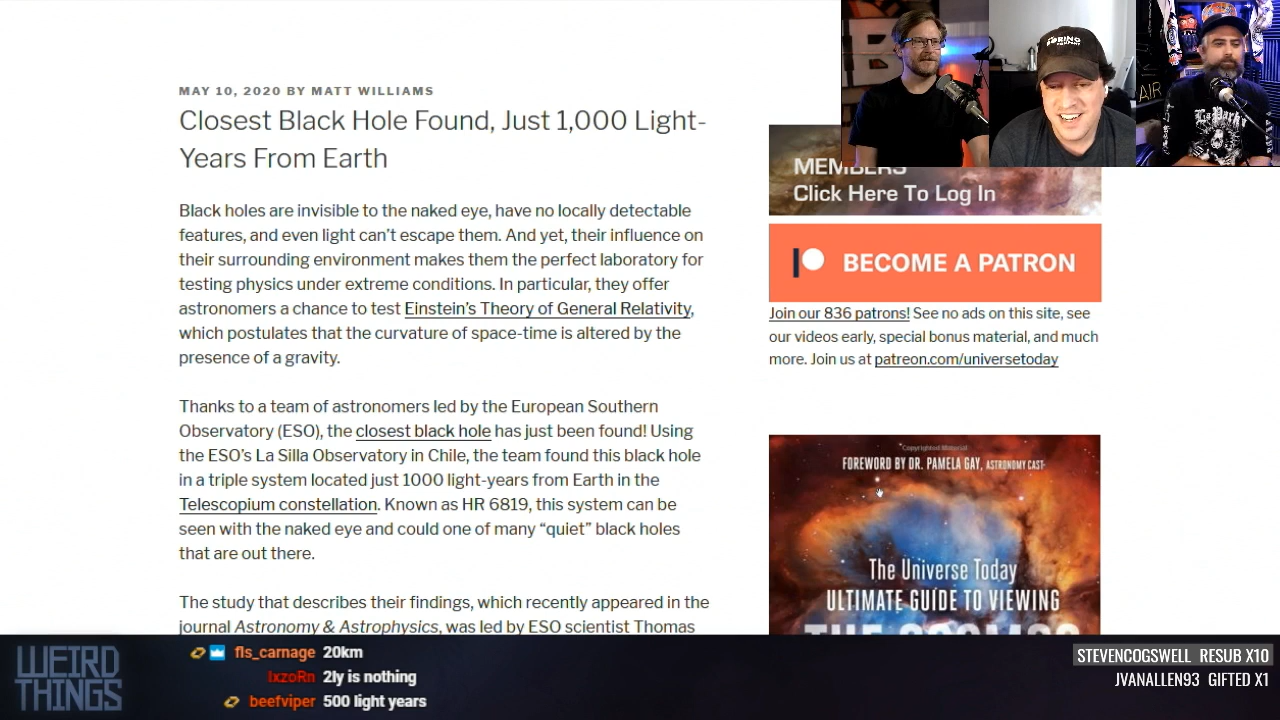 MAY 10, 2020 BY MATT WILLIAMS
Closest Black Hole Found, Just 1,000 Light-
Years From Earth
Black holes are invisible to the naked eye, have no locally detectable
features, and even light can’t escape them. And yet, their influence on
their surrounding environment makes them the perfect laboratory for
testing physics under extreme conditions. In particular, they offer
astronomers a chance to test Einstein’s Theory of General Relativity,
which postulates that the curvature of space-time is altered by the
presence of a gravity.
Thanks to a team of astronomers led by the European Southern
Observatory (ESO), the closest black hole has just been found! Using
the ESO’s La Silla Observatory in Chile, the team found this black hole
in a triple system located just 1000 light-years from Earth in the
Telescopium constellation. Known as HR 6819, this system can be
seen with the naked eye and could one of many “quiet” black holes
that are out there.
The study that describes their findings, which recently appeared in the
journal Astronomy & Astrophysics, was led by ESO scientist Thomas
MEMBERS
Click Here To Log In
BECOME A PATRON
Join our 836 patrons! See no ads on this site, see
our videos early, special bonus material, and much
more. Join us at patreon.com/universetoday
Copyrighted Material
FOREWORD BY DR. PAMELA GAY, ASTRONOMY CAST
The Universe Today
ULTIMATE GUIDE TO VIEWING
THE COSMOS
AIR
WEIRD
THINGS
fls_carnage 20km
lxzoRn 2ly is nothing
beefviper 500 light years
STEVENCOGSWELL RESUB X10
JVANALLEN93 GIFTED X1